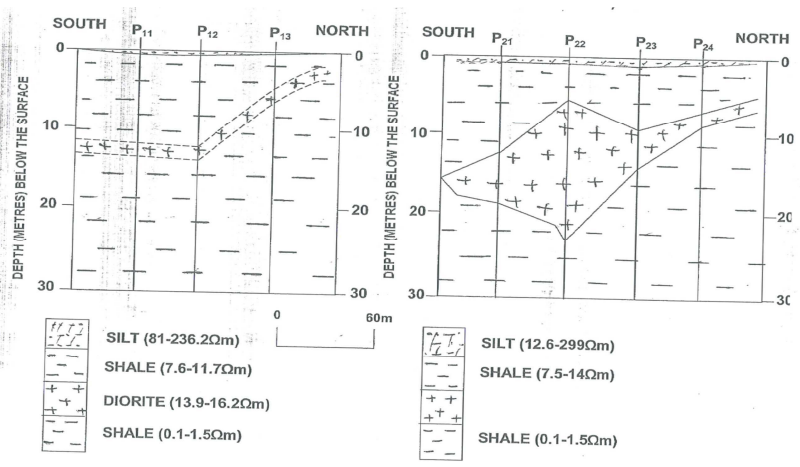 SOUTH P11 P12 P13 NORTH
0 0
10 10
20 20
30 30
DEPTH (METRES) BELOW THE SURFACE
0 60m
SILT (81-236.2Ωm)
SHALE (7.6-11.7Ωm)
DIORITE (13.9-16.2Ωm)
SHALE (0.1-1.5Ωm)
SOUTH P21 P22 P23 P24 NORTH
0 0
10 10
20 20
30 30
DEPTH (METRES) BELOW THE SURFACE
SILT (12.6-299Ωm)
SHALE (7.5-14Ωm)
SHALE (0.1-1.5Ωm)